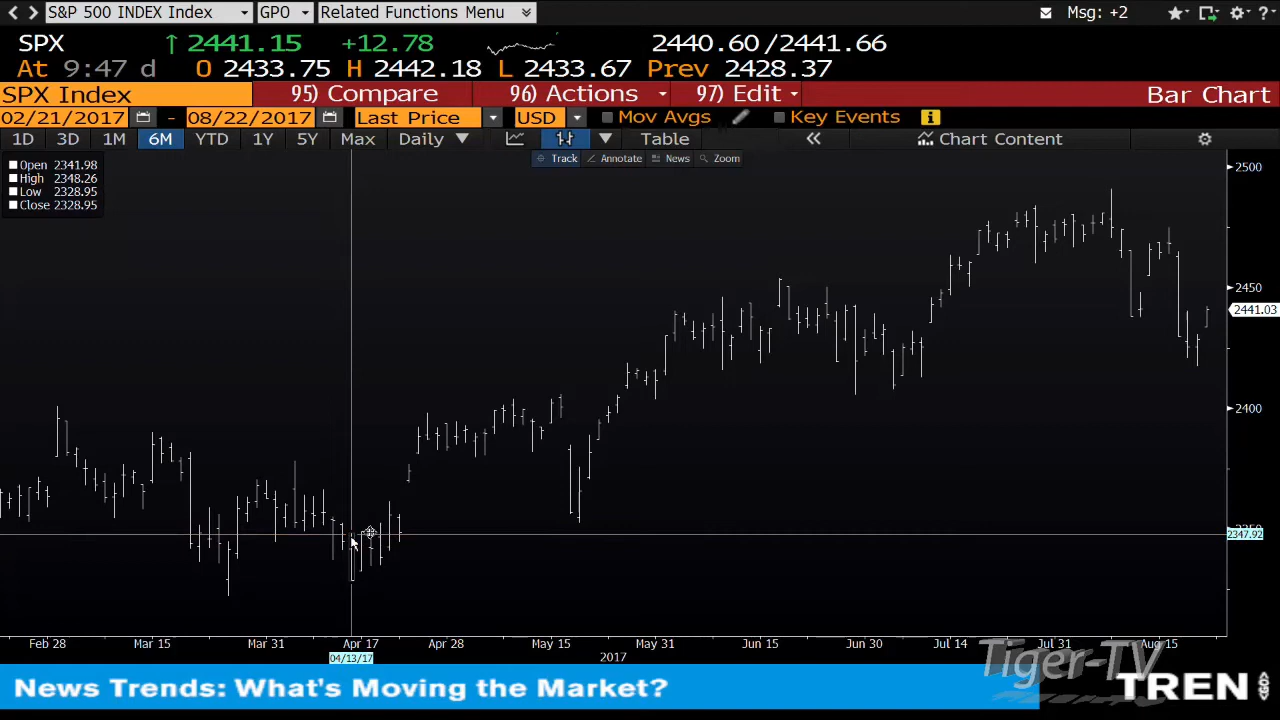 S&P 500 INDEX Index GPO Related Functions Menu Msg: +2
SPX 2441.15 +12.78 2440.60/2441.66
At 9:47 d O 2433.75 H 2442.18 L 2433.67 Prev 2428.37
SPX Index 95) Compare 96) Actions 97) Edit Bar Chart
02/21/2017 - 08/22/2017 Last Price USD Mov Avgs Key Events
1D 3D 1M 6M YTD 1Y 5Y Max Daily Table Chart Content
Track Annotate News Zoom
Open 2341.98
High 2348.26
Low 2328.95
Close 2328.95
2500
2450
2441.03
2400
2347.92
Feb 28 Mar 15 Mar 31 Apr 17 Apr 28 May 15 May 31 Jun 15 Jun 30 Jul 14 Jul 31 Aug 15
04/13/17 2017
Tiger-TV
News Trends: What's Moving the Market? TREN